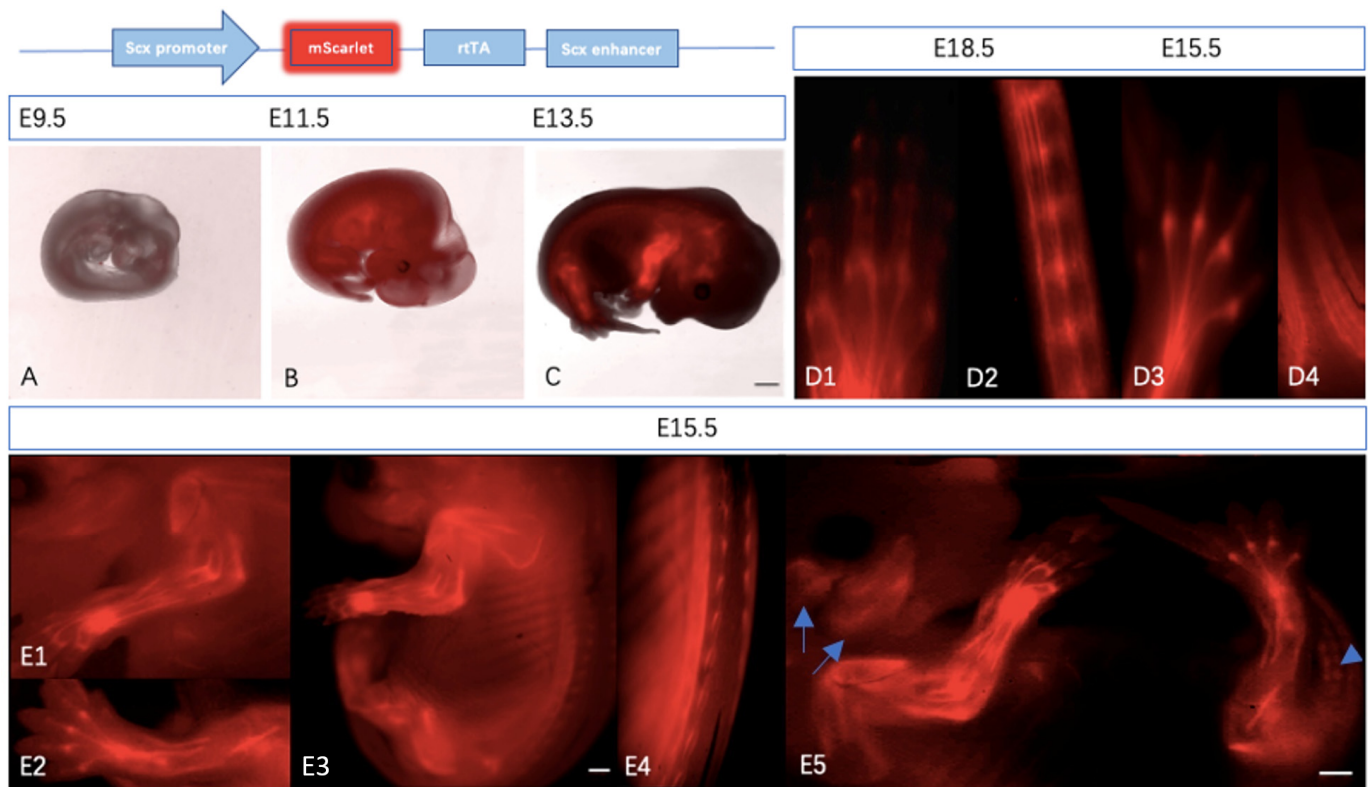 Scx promoter mScarlet rtTA Scx enhancer
E9.5 E11.5 E13.5
A B C
E18.5 E15.5
D1 D2 D3 D4
E15.5
E1
E2 E3 E4 E5